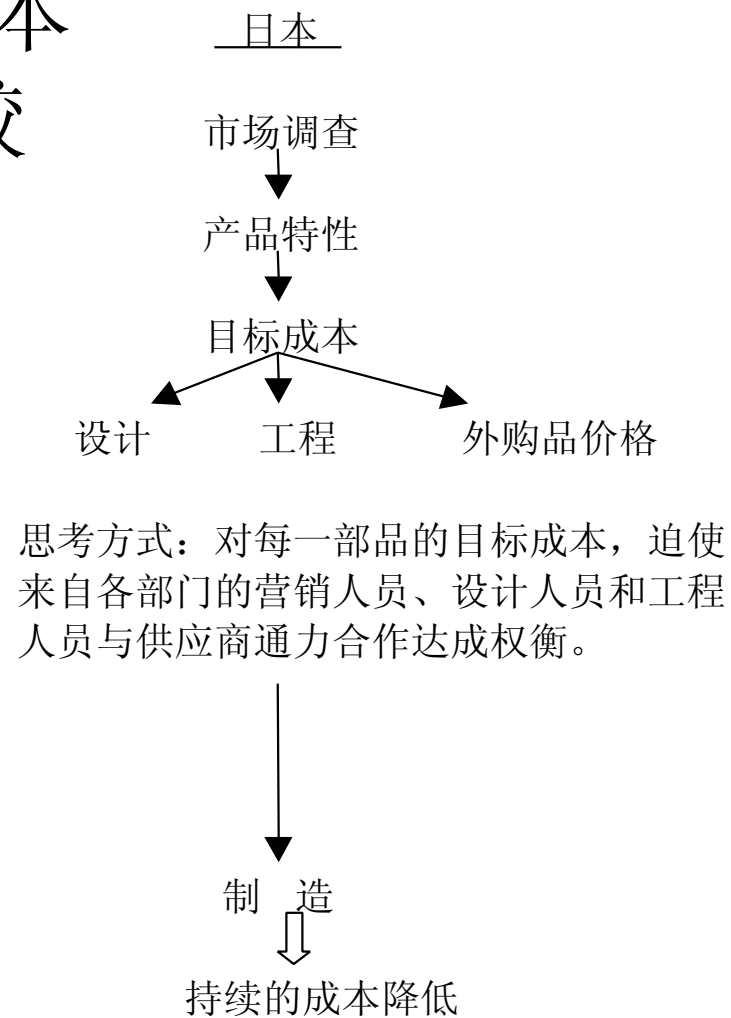 本
日本
较
市场调查
产品特性
目标成本
设计 工程 外购品价格
思考方式：对每一部品的目标成本，迫使
来自各部门的营销人员、设计人员和工程
人员与供应商通力合作达成权衡。
制 造
持续的成本降低